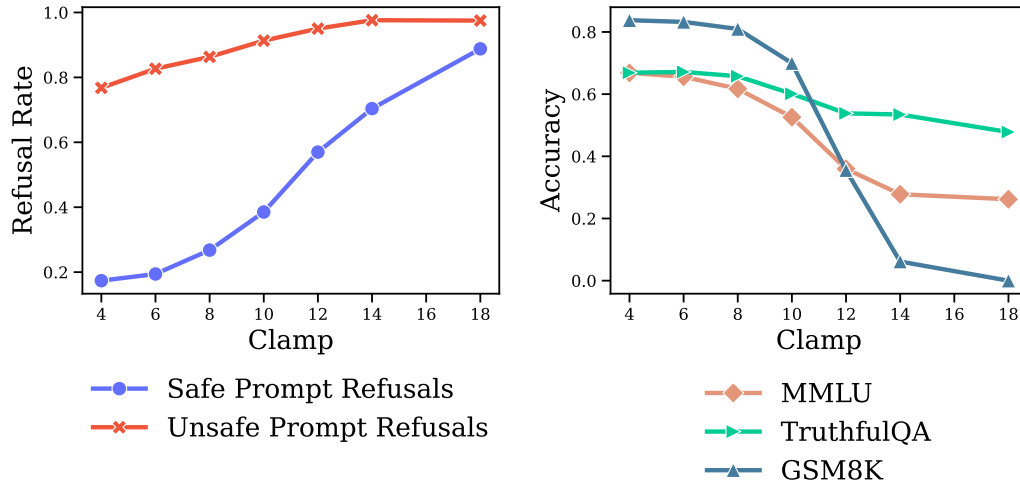 Refusal Rate
1.0
0.8
0.6
0.4
0.2
4 6 8 10 12 14 16 18
Clamp
Safe Prompt Refusals
Unsafe Prompt Refusals
Accuracy
0.8
0.6
0.4
0.2
0.0
4 6 8 10 12 14 16 18
Clamp
MMLU
TruthfulQA
GSM8K